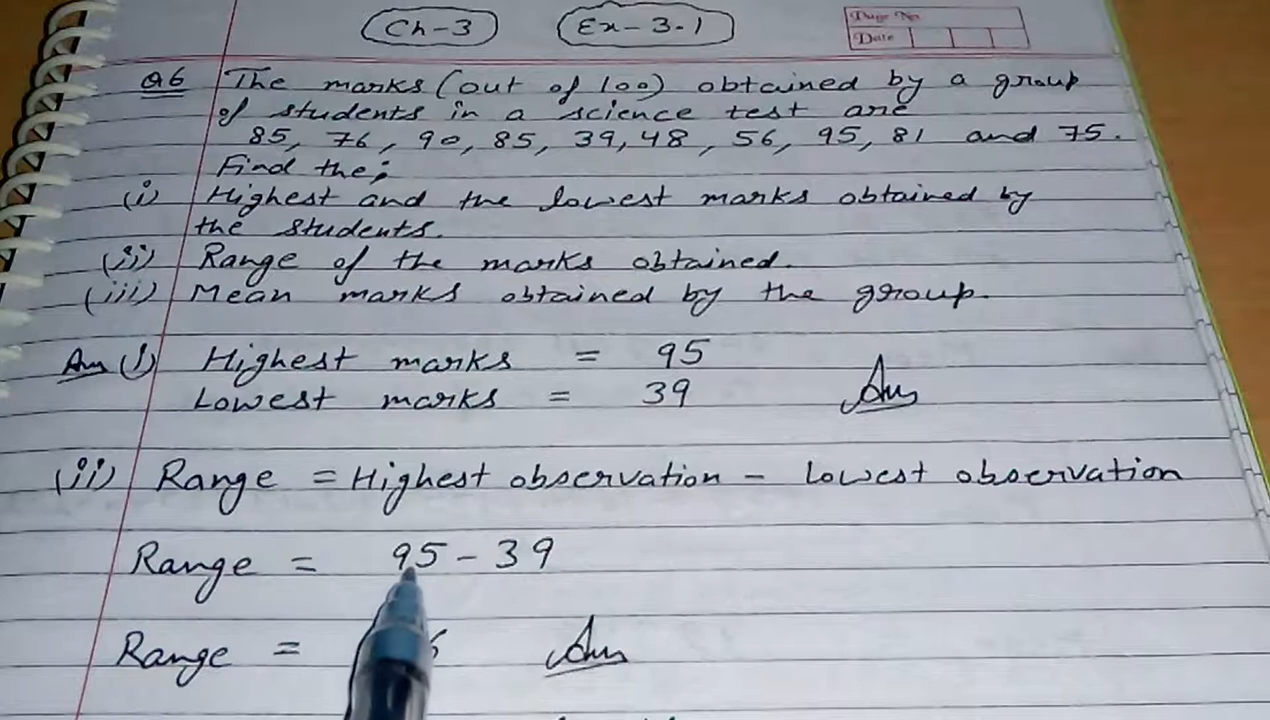 Ch-3 Ex-3.1
Page No.
Date
Q6 The marks (out of 100) obtained by a group
of students in a science test are
85, 76, 90, 85, 39, 48, 56, 95, 81 and 75.
Find the;
(i) Highest and the lowest marks obtained by
the students.
(ii) Range of the marks obtained.
(iii) Mean marks obtained by the group.
Ans (i) Highest marks = 95
Lowest marks = 39 Ans
(ii) Range = Highest observation - Lowest observation
Range = 95 - 39
Range = Ans